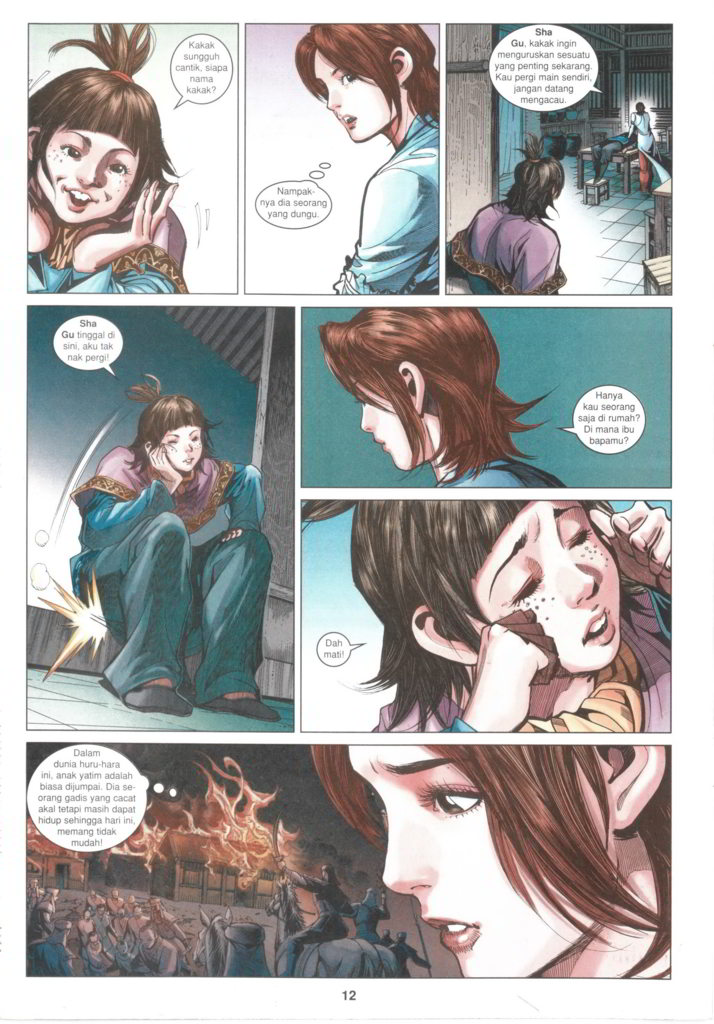 Kakak
sungguh
cantik, siapa
nama
kakak?
Nampak-
nya dia seorang
yang dungu.
Sha
Gu, kakak ingin
menguruskan sesuatu
yang penting sekarang.
Kau pergi main sendiri,
jangan datang
mengacau.
Sha
Gu tinggal di
sini, aku tak
nak pergi!
Hanya
kau seorang
saja di rumah?
Di mana ibu
bapamu?
Dah
mati!
Dalam
dunia huru-hara
ini, anak yatim adalah
biasa dijumpai. Dia se-
orang gadis yang cacat
akal tetapi masih dapat
hidup sehingga hari ini,
memang tidak
mudah!
12